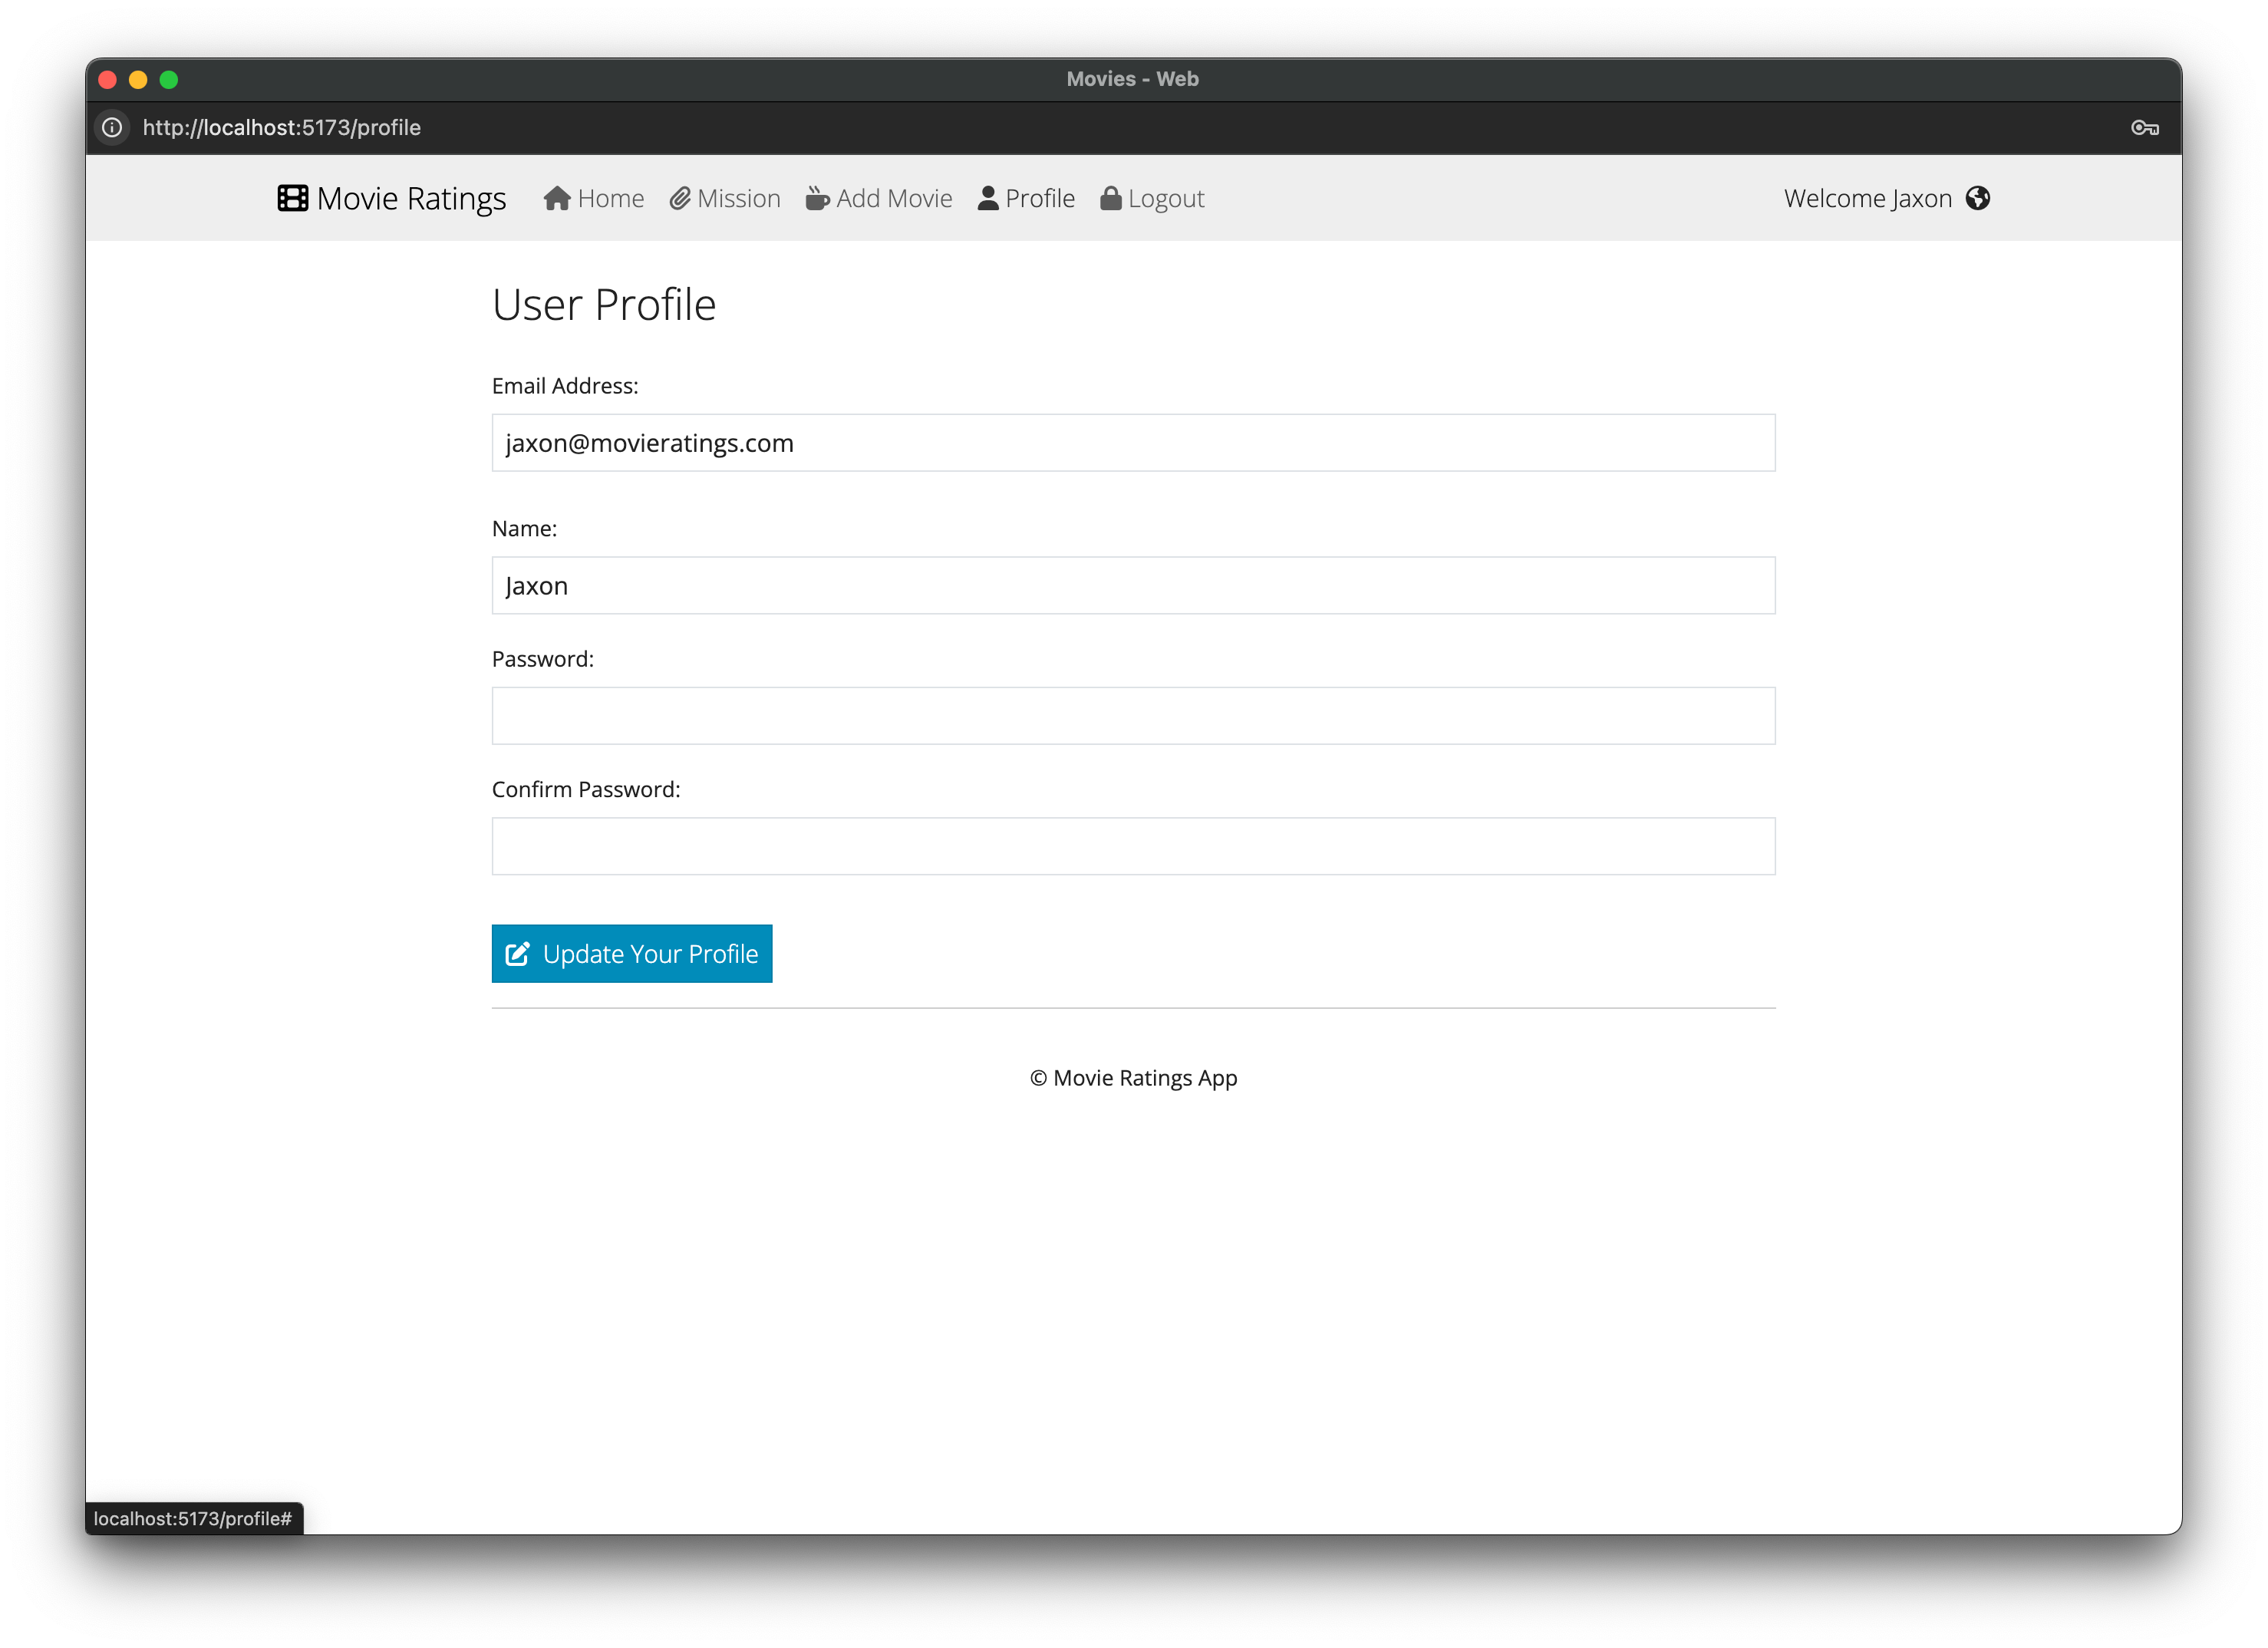 Movies - Web
http://localhost:5173/profile
Movie Ratings Home Mission Add Movie Profile Logout Welcome Jaxon
User Profile
Email Address:
jaxon@movieratings.com
Name:
Jaxon
Password:
Confirm Password:
Update Your Profile
© Movie Ratings App
localhost:5173/profile#